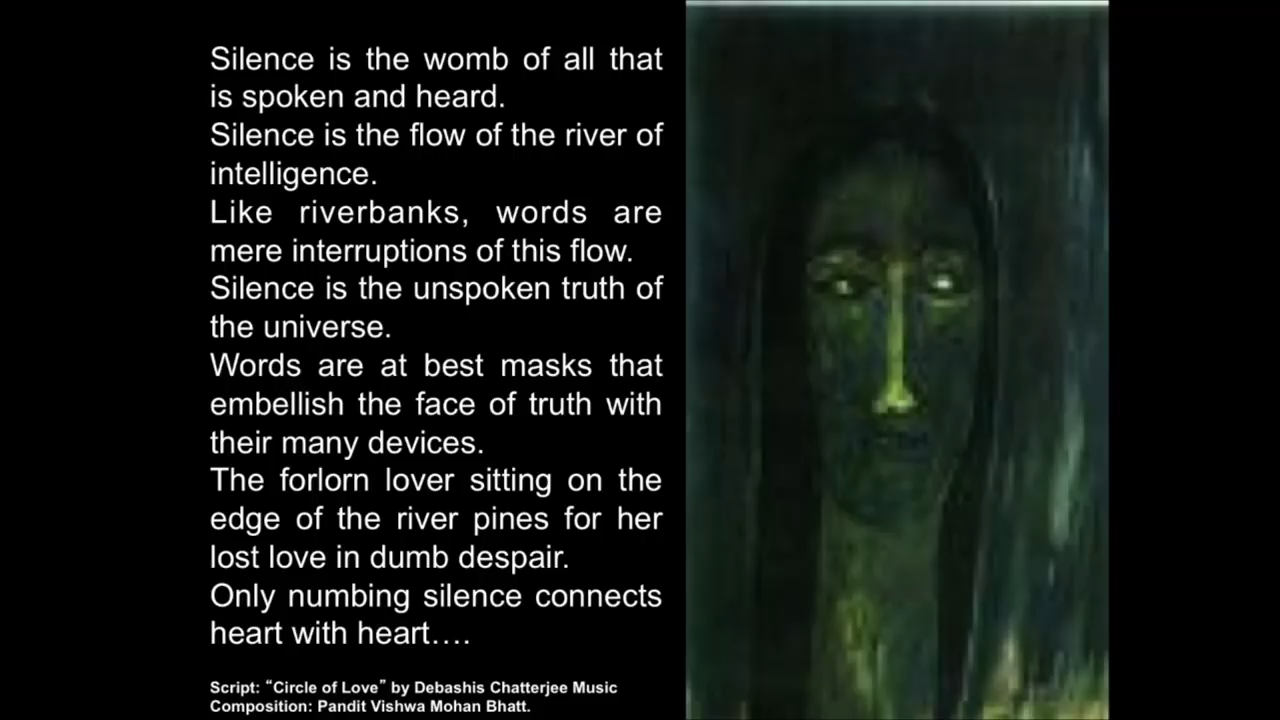 Silence is the womb of all that
is spoken and heard.
Silence is the flow of the river of
intelligence.
Like riverbanks, words are
mere interruptions of this flow.
Silence is the unspoken truth of
the universe.
Words are at best masks that
embellish the face of truth with
their many devices.
The forlorn lover sitting on the
edge of the river pines for her
lost love in dumb despair.
Only numbing silence connects
heart with heart….
Script: “Circle of Love” by Debashis Chatterjee Music
Composition: Pandit Vishwa Mohan Bhatt.